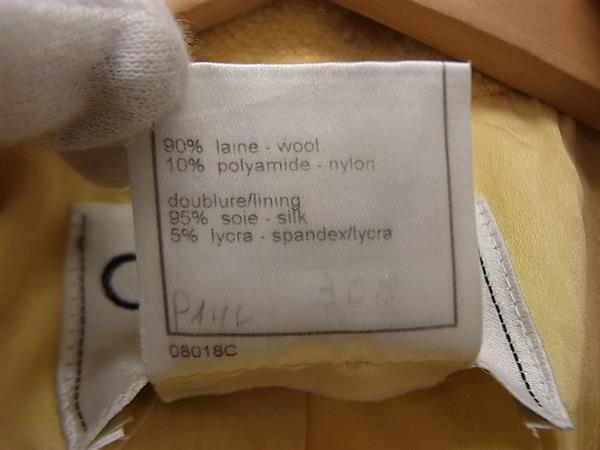 90% laine - wool
10% polyamide - nylon
doublure/lining
95% soie - silk
5% lycra - spandex/lycra
08018C